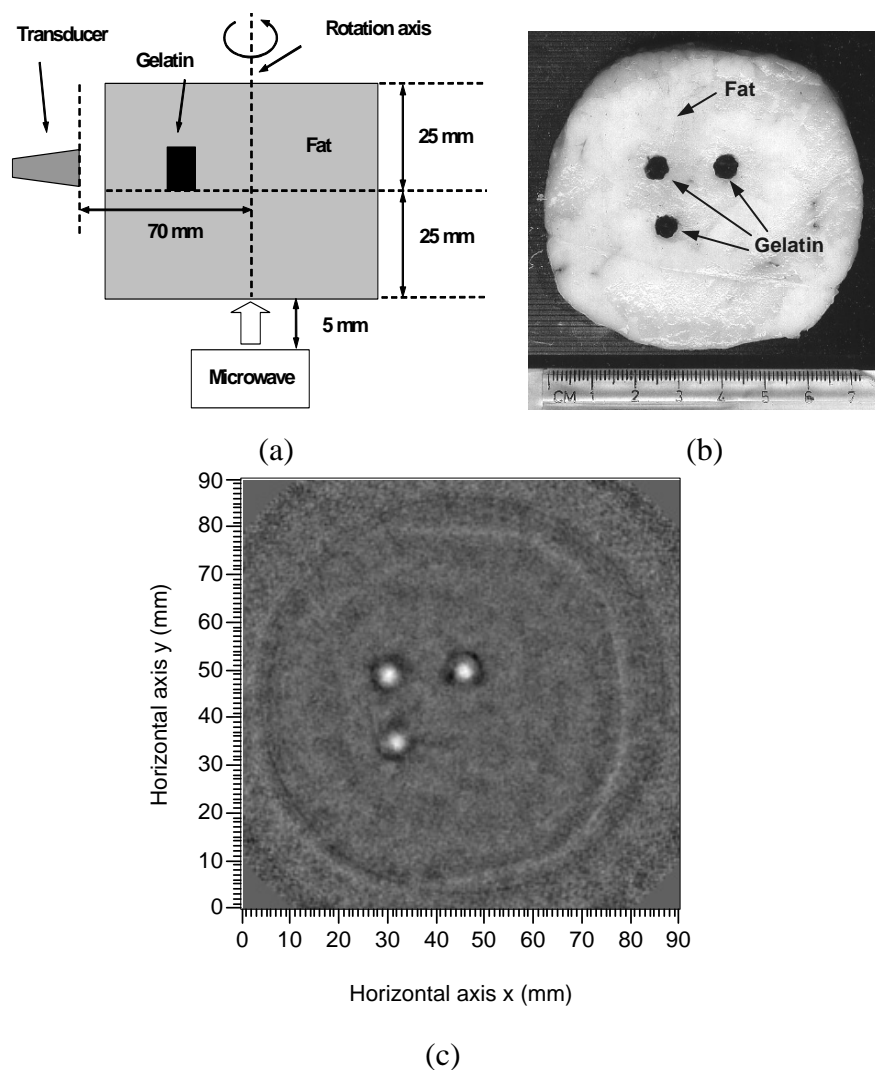 Transducer
Gelatin
Rotation axis
Fat
25 mm
70 mm
25 mm
5 mm
Microwave
(a)
Fat
Gelatin
CM 1 2 3 4 5 6 7
(b)
90
80
70
60
50
40
30
20
10
0
Horizontal axis y (mm)
0 10 20 30 40 50 60 70 80 90
Horizontal axis x (mm)
(c)